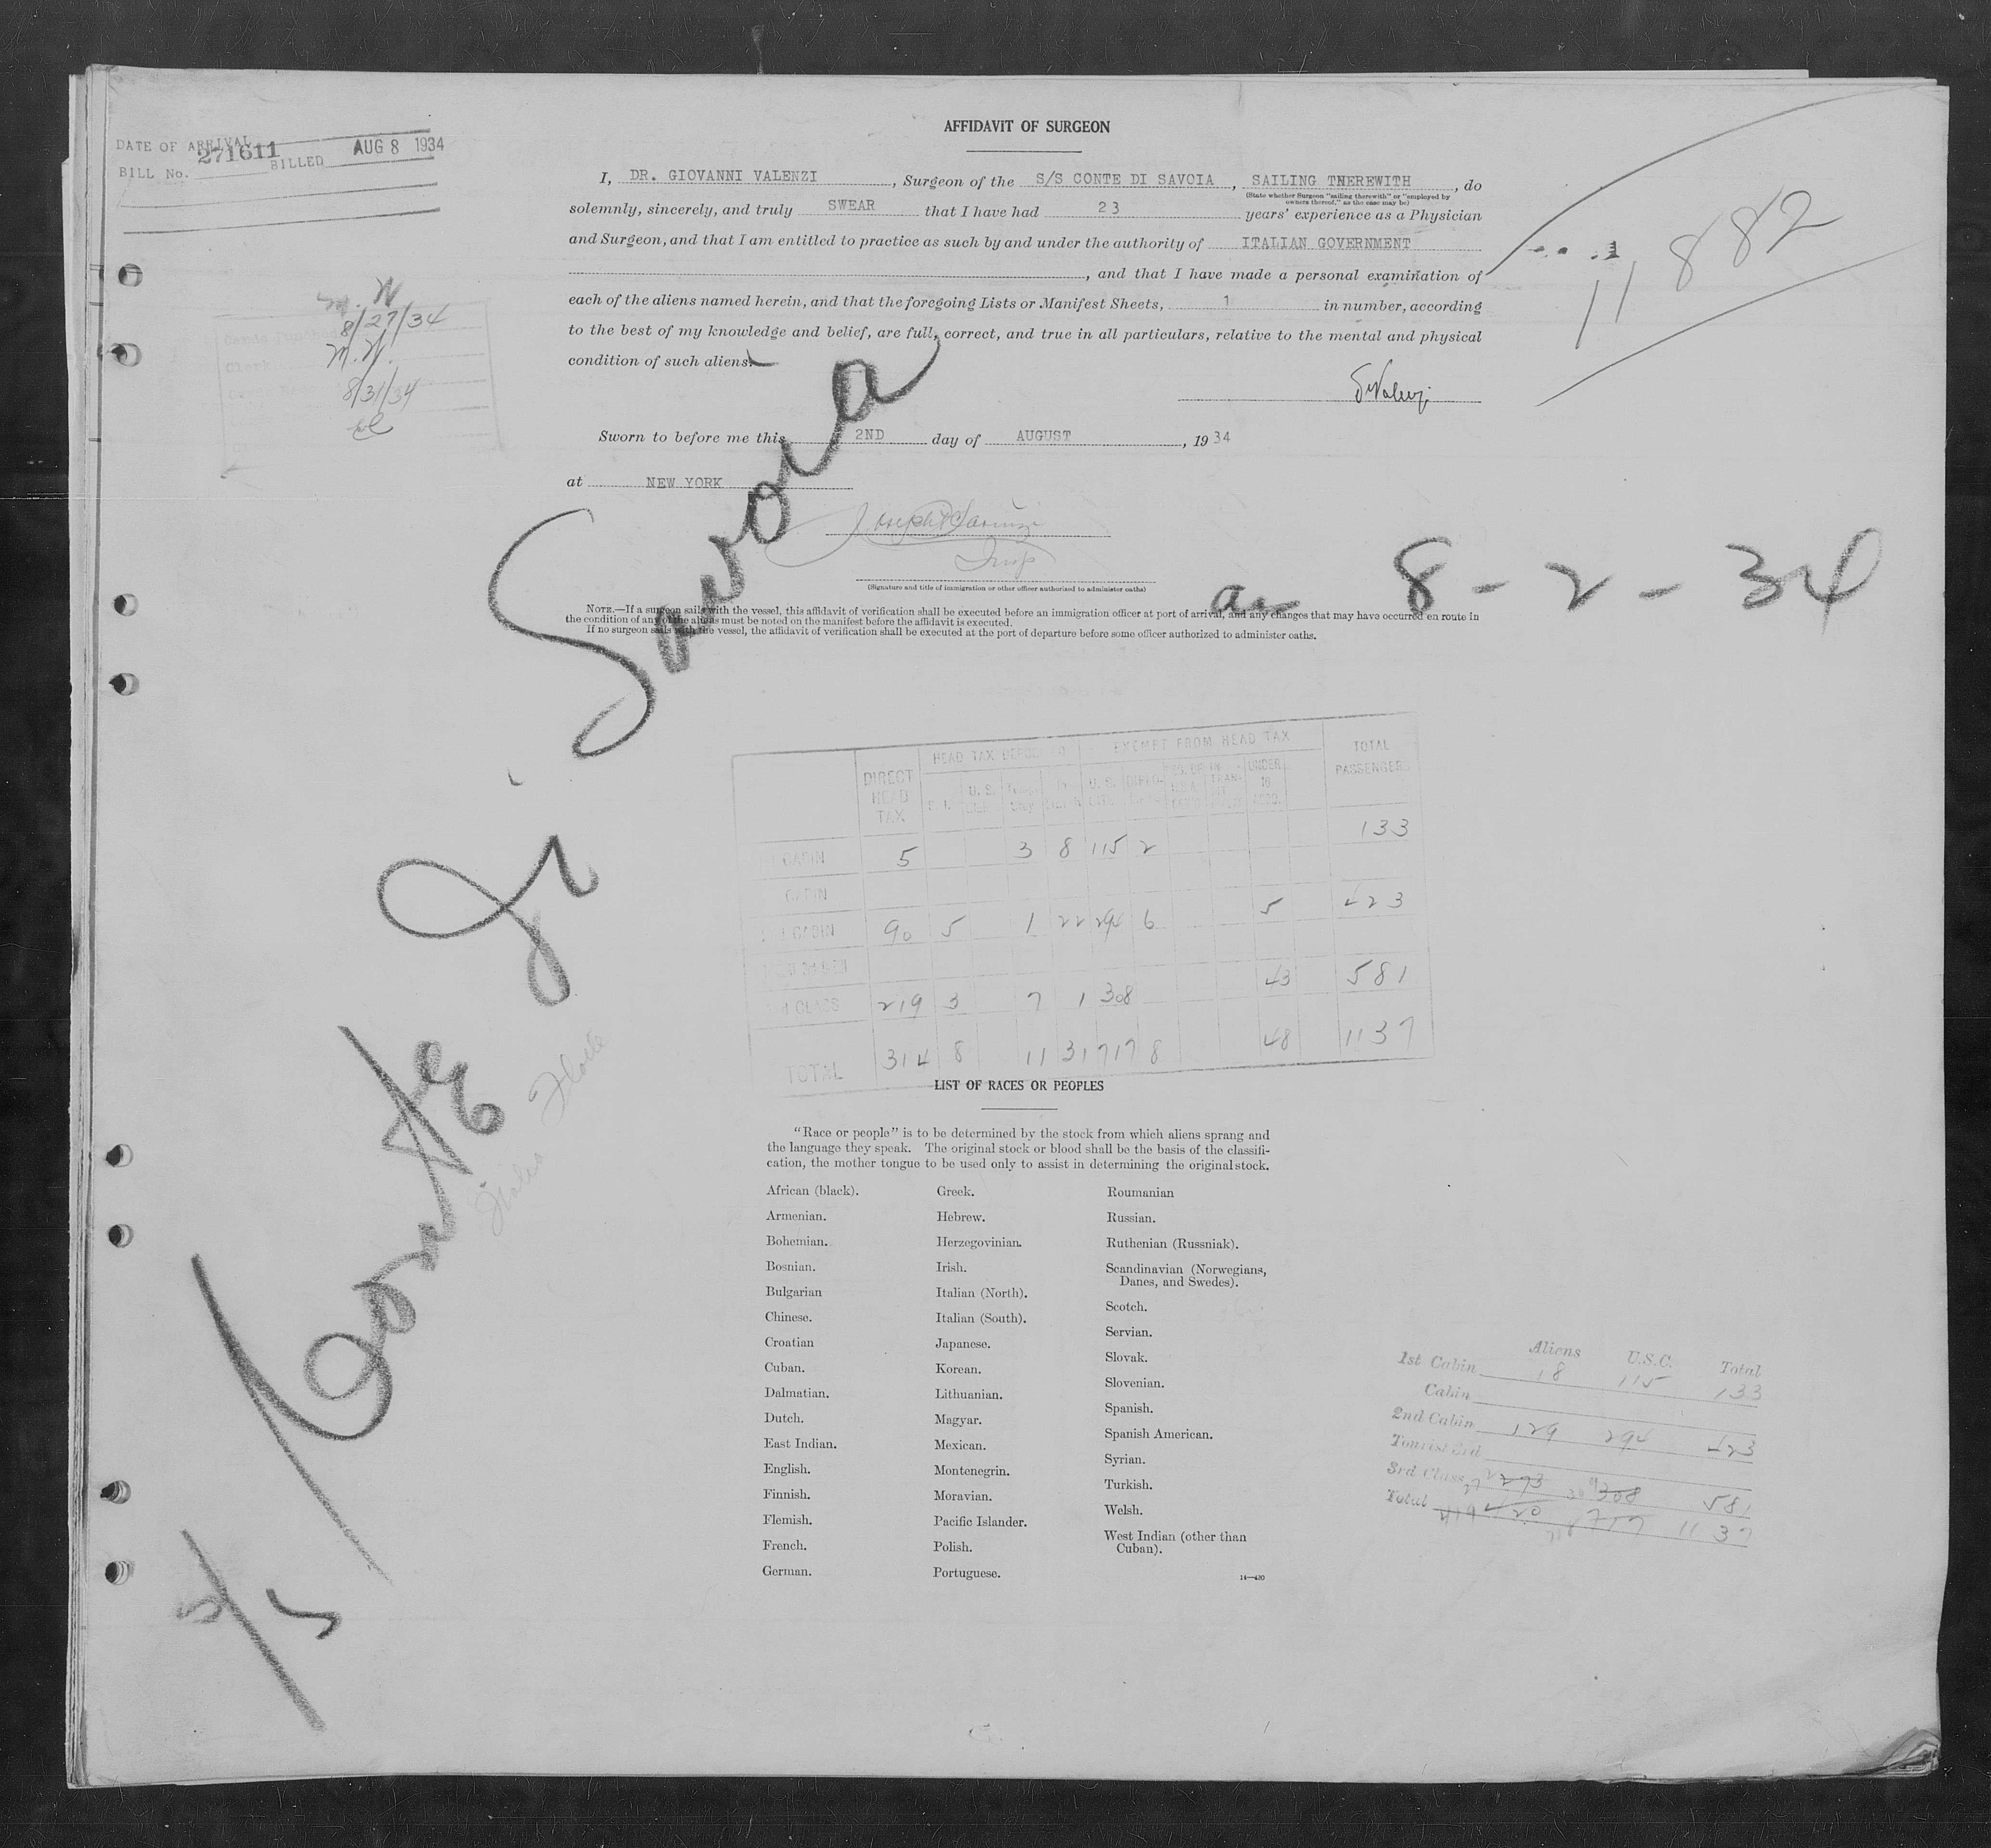 AFFIDAVIT OF SURGEON
DATE OF ARRIVAL
BILL No. 271611 BILLED AUG 8 1934
I, DR. GIOVANNI VALENZI, Surgeon of the S/S CONTE DI SAVOIA, SAILING THEREWITH, do
(State whether Surgeon "sailing therewith" or "employed by owners thereof," as the case may be)
solemnly, sincerely, and truly SWEAR that I have had 23 years' experience as a Physician
and Surgeon, and that I am entitled to practice as such by and under the authority of ITALIAN GOVERNMENT
, and that I have made a personal examination of
each of the aliens named herein, and that the foregoing Lists or Manifest Sheets, 1 in number, according
to the best of my knowledge and belief, are full, correct, and true in all particulars, relative to the mental and physical
condition of such aliens.
11882
8/27/34
8/31/34
Sworn to before me this 2ND day of AUGUST, 1934
at NEW YORK
Insp
(Signature and title of immigration or other officer authorized to administer oaths)
NOTE.—If a surgeon sails with the vessel, this affidavit of verification shall be executed before an immigration officer at port of arrival, and any changes that may have occurred en route in
the condition of any of the aliens must be noted on the manifest before the affidavit is executed.
If no surgeon sails with the vessel, the affidavit of verification shall be executed at the port of departure before some officer authorized to administer oaths.
S/S Conte di Savoia
8-2-34
DIRECT HEAD TAX
EXEMPT FROM HEAD TAX
TOTAL PASSENGERS
CABIN 5 3 8 115 2 133
CABIN
CABIN 90 5 1 22 294 6 5 423
CLASS 219 3 7 1 308 43 581
TOTAL 314 8 11 31 717 8 48 1137
LIST OF RACES OR PEOPLES
"Race or people" is to be determined by the stock from which aliens sprang and
the language they speak. The original stock or blood shall be the basis of the classifi-
cation, the mother tongue to be used only to assist in determining the original stock.
African (black).
Armenian.
Bohemian.
Bosnian.
Bulgarian
Chinese.
Croatian
Cuban.
Dalmatian.
Dutch.
East Indian.
English.
Finnish.
Flemish.
French.
German.
Greek.
Hebrew.
Herzegovinian.
Irish.
Italian (North).
Italian (South).
Japanese.
Korean.
Lithuanian.
Magyar.
Mexican.
Montenegrin.
Moravian.
Pacific Islander.
Polish.
Portuguese.
Roumanian
Russian.
Ruthenian (Russniak).
Scandinavian (Norwegians,
Danes, and Swedes).
Scotch.
Servian.
Slovak.
Slovenian.
Spanish.
Spanish American.
Syrian.
Turkish.
Welsh.
West Indian (other than
Cuban).
14—430
Aliens U.S.C. Total
1st Cabin 18 115 133
Cabin
2nd Cabin 129 294 423
Tourist 3rd
3rd Class 273 308 581
Total 420 717 1137